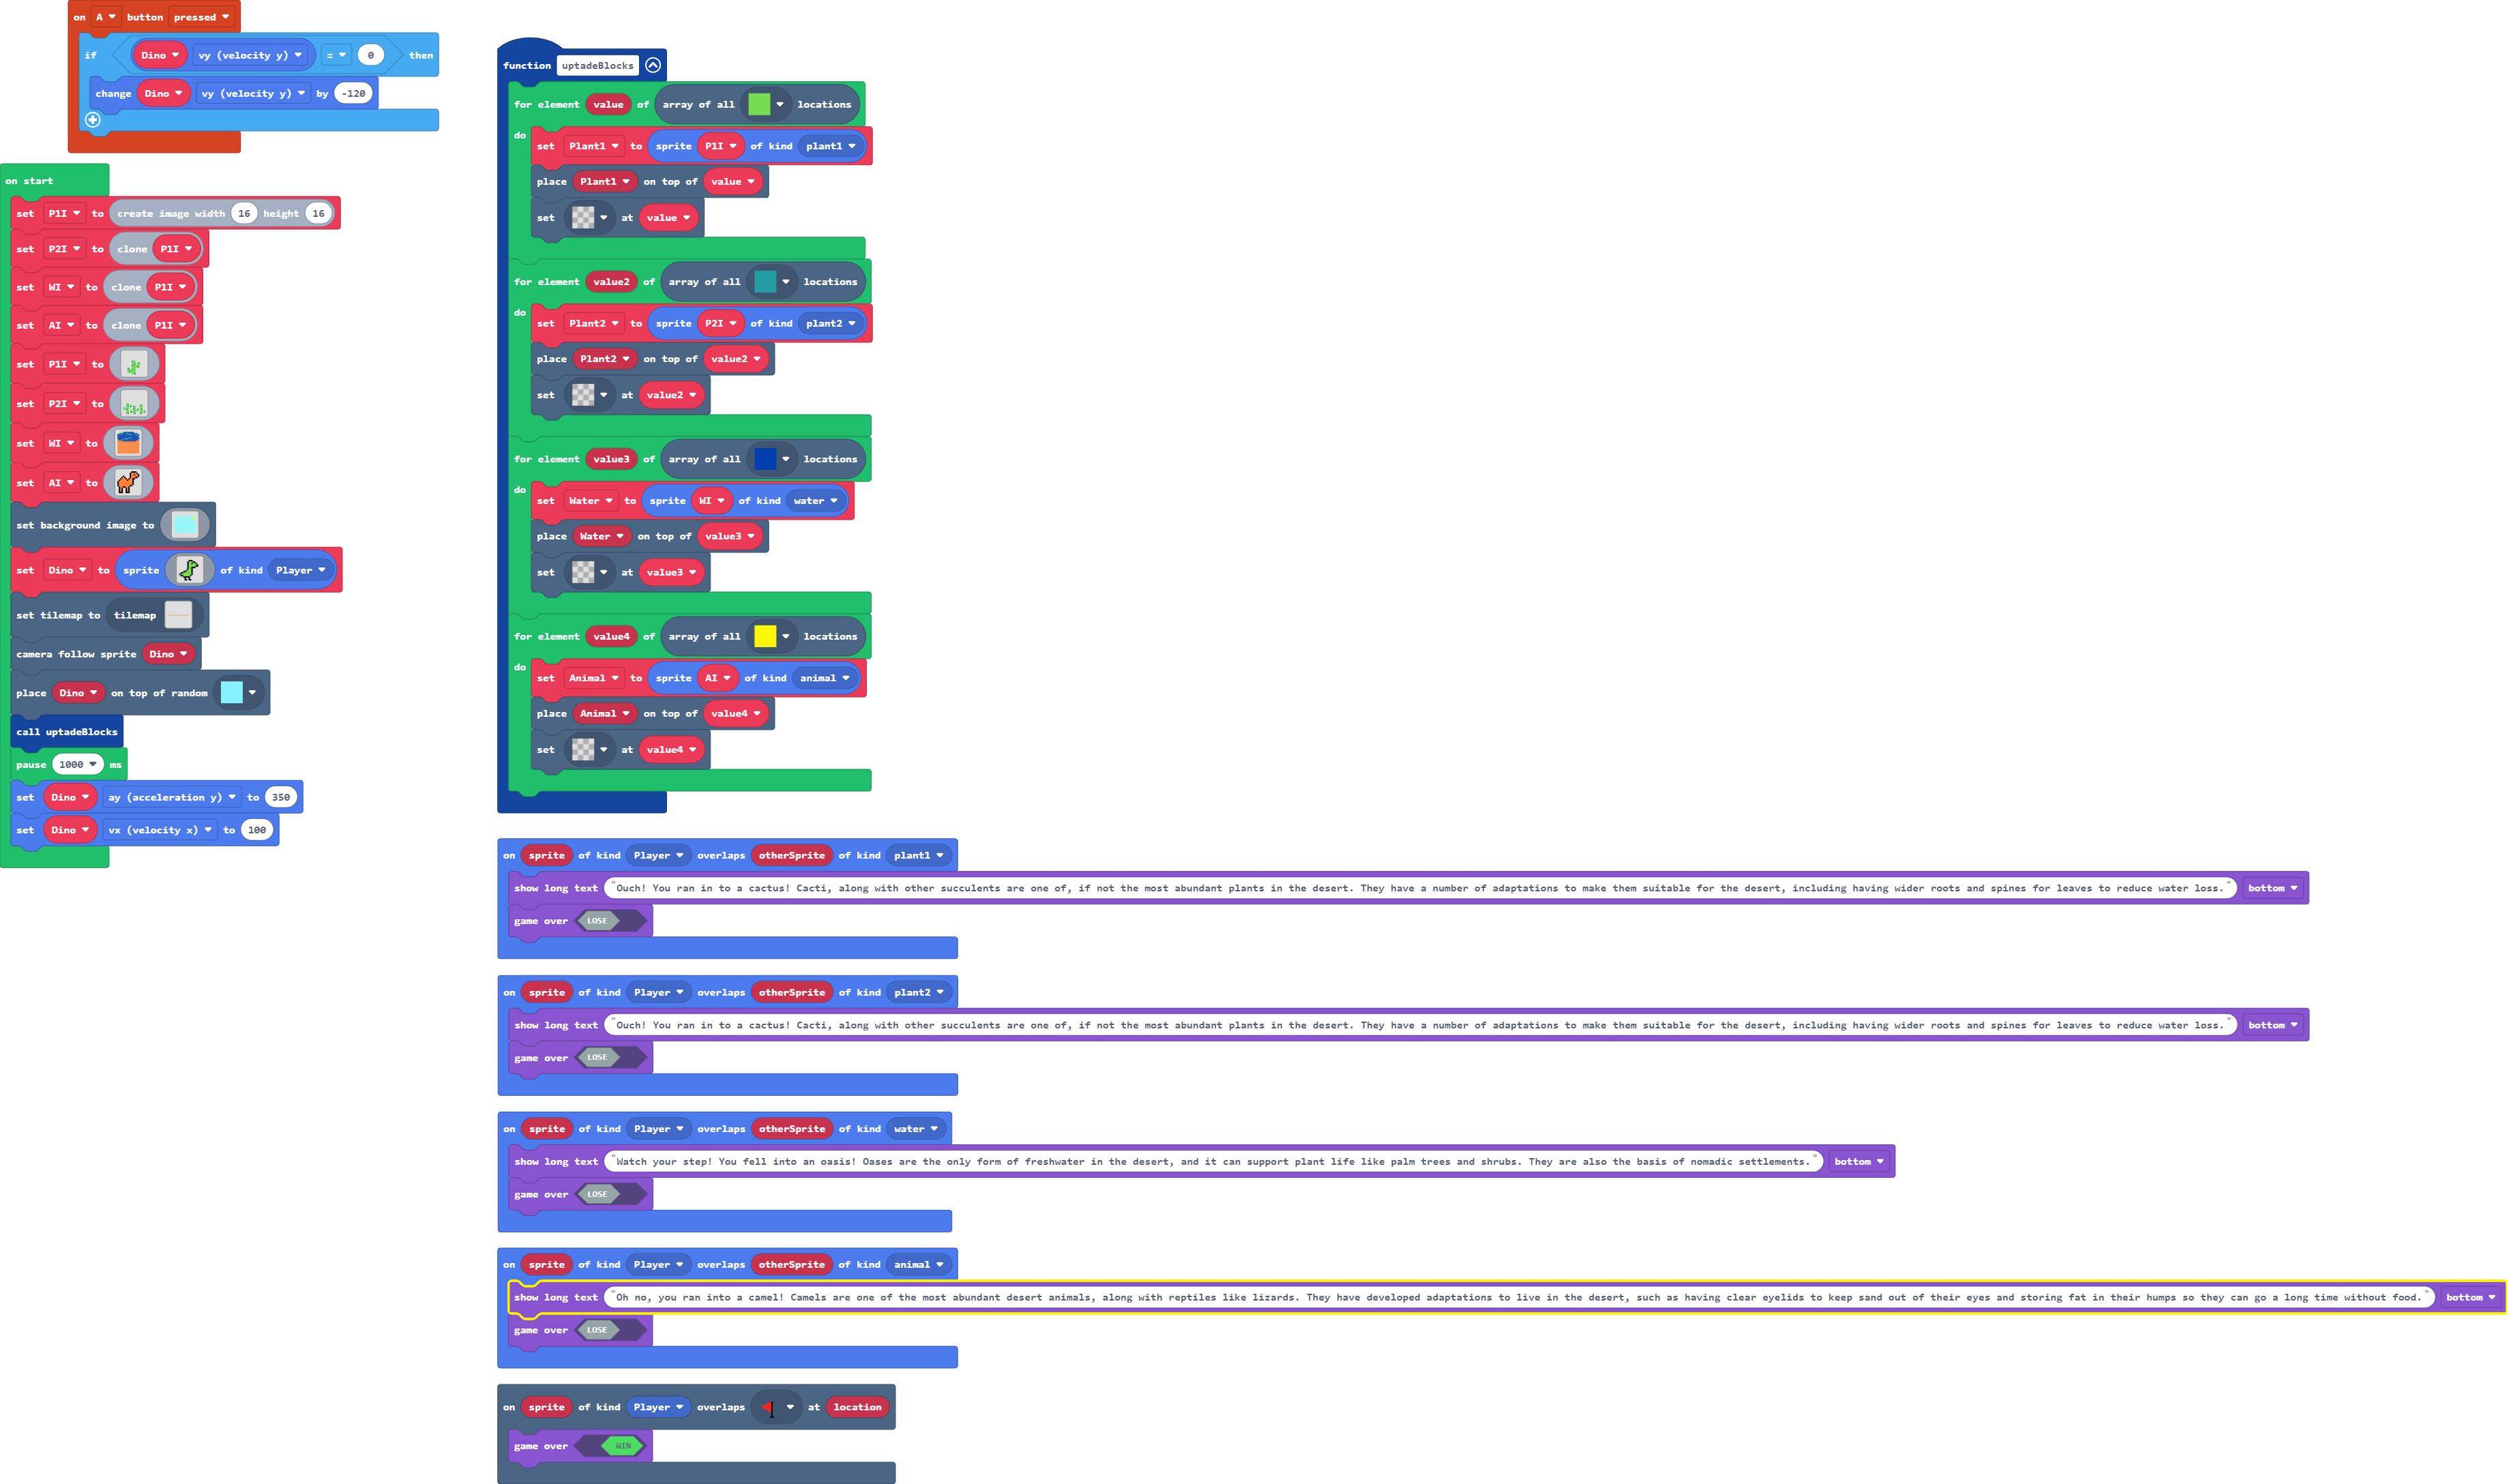 on A button pressed
if Dino vy (velocity y) = 0 then
change Dino vy (velocity y) by -120
on start
set P1I to create image width 16 height 16
set P2I to clone P1I
set WI to clone P1I
set AI to clone P1I
set P1I to
set P2I to
set WI to
set AI to
set background image to
set Dino to sprite of kind Player
set tilemap to tilemap
camera follow sprite Dino
place Dino on top of random
call uptadeBlocks
pause 1000 ms
set Dino ay (acceleration y) to 350
set Dino vx (velocity x) to 100
function uptadeBlocks
for element value of array of all locations
do
set Plant1 to sprite P1I of kind plant1
place Plant1 on top of value
set at value
for element value2 of array of all locations
do
set Plant2 to sprite P2I of kind plant2
place Plant2 on top of value2
set at value2
for element value3 of array of all locations
do
set Water to sprite WI of kind water
place Water on top of value3
set at value3
for element value4 of array of all locations
do
set Animal to sprite AI of kind animal
place Animal on top of value4
set at value4
on sprite of kind Player overlaps otherSprite of kind plant1
show long text "Ouch! You ran in to a cactus! Cacti, along with other succulents are one of, if not the most abundant plants in the desert. They have a number of adaptations to make them suitable for the desert, including having wider roots and spines for leaves to reduce water loss." bottom
game over LOSE
on sprite of kind Player overlaps otherSprite of kind plant2
show long text "Ouch! You ran in to a cactus! Cacti, along with other succulents are one of, if not the most abundant plants in the desert. They have a number of adaptations to make them suitable for the desert, including having wider roots and spines for leaves to reduce water loss." bottom
game over LOSE
on sprite of kind Player overlaps otherSprite of kind water
show long text "Watch your step! You fell into an oasis! Oases are the only form of freshwater in the desert, and it can support plant life like palm trees and shrubs. They are also the basis of nomadic settlements." bottom
game over LOSE
on sprite of kind Player overlaps otherSprite of kind animal
show long text "Oh no, you ran into a camel! Camels are one of the most abundant desert animals, along with reptiles like lizards. They have developed adaptations to live in the desert, such as having clear eyelids to keep sand out of their eyes and storing fat in their humps so they can go a long time without food." bottom
game over LOSE
on sprite of kind Player overlaps at location
game over WIN